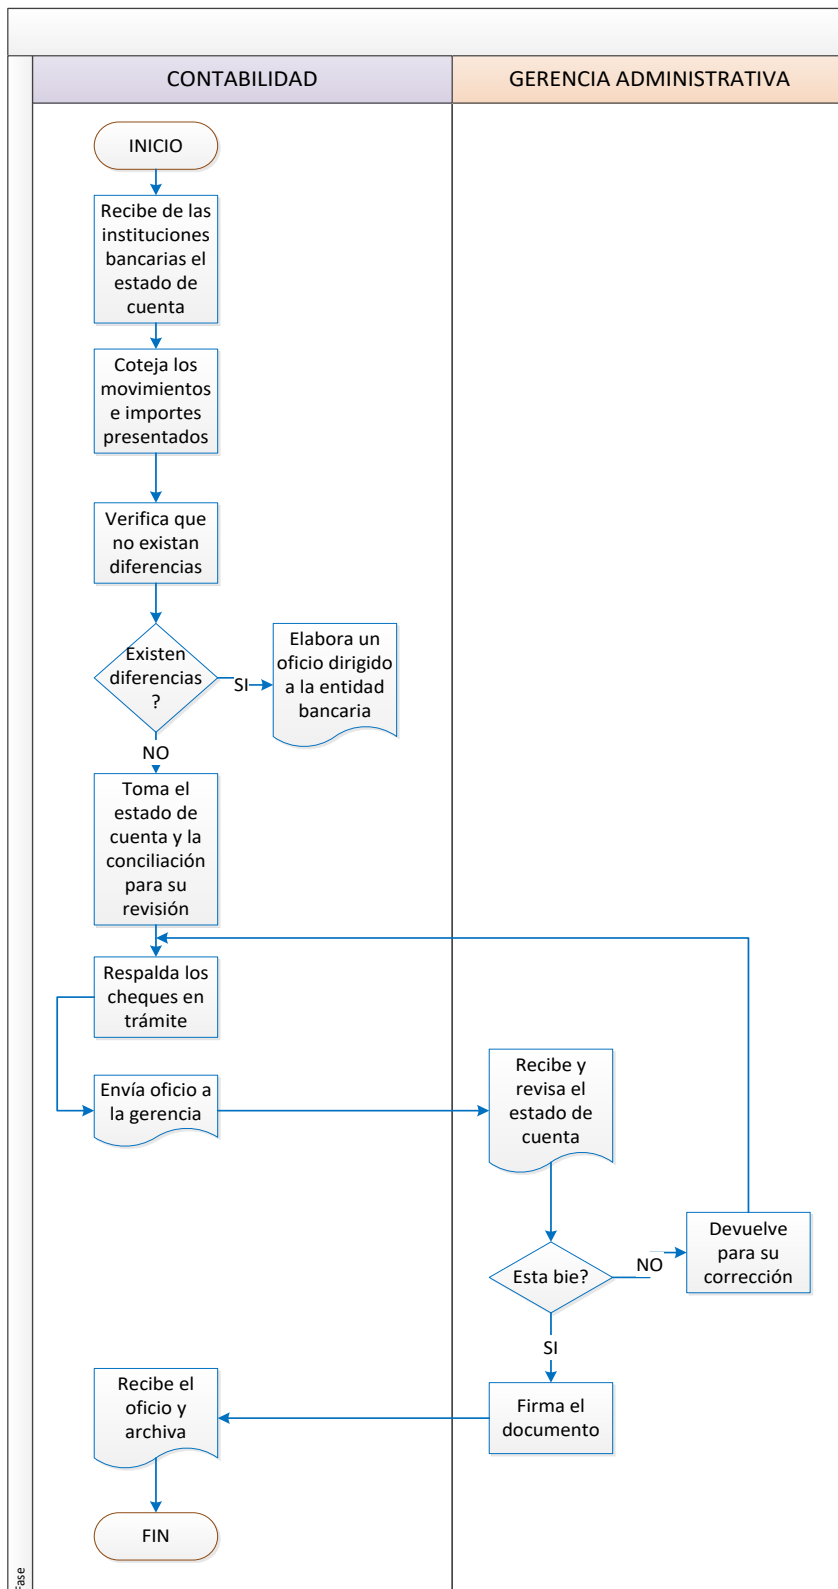 CONTABILIDAD
GERENCIA ADMINISTRATIVA
INICIO
Recibe de las
instituciones
bancarias el
estado de
cuenta
Coteja los
movimientos
e importes
presentados
Verifica que
no existan
diferencias
Existen
diferencias
?
SI
Elabora un
oficio dirigido
a la entidad
bancaria
NO
Toma el
estado de
cuenta y la
conciliación
para su
revisión
Respalda los
cheques en
trámite
Envía oficio a
la gerencia
Recibe y
revisa el
estado de
cuenta
Esta bie?
NO
Devuelve
para su
corrección
SI
Firma el
documento
Recibe el
oficio y
archiva
FIN
Fase